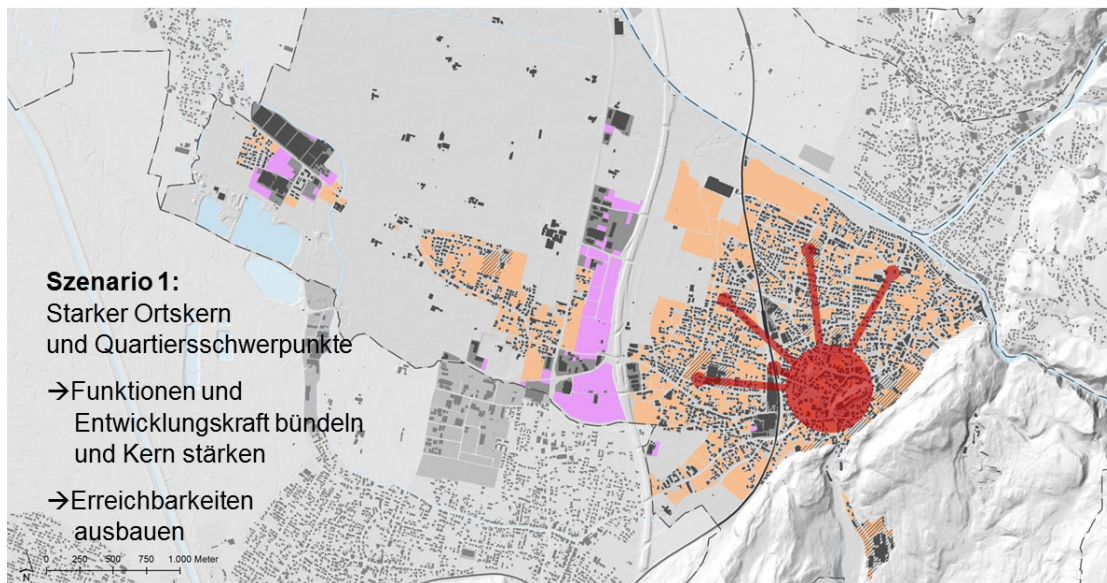 Szenario 1:
Starker Ortskern
und Quartiersschwerpunkte
→Funktionen und
Entwicklungskraft bündeln
und Kern stärken
→Erreichbarkeiten
ausbauen
0 250 500 750 1.000 Meter
N